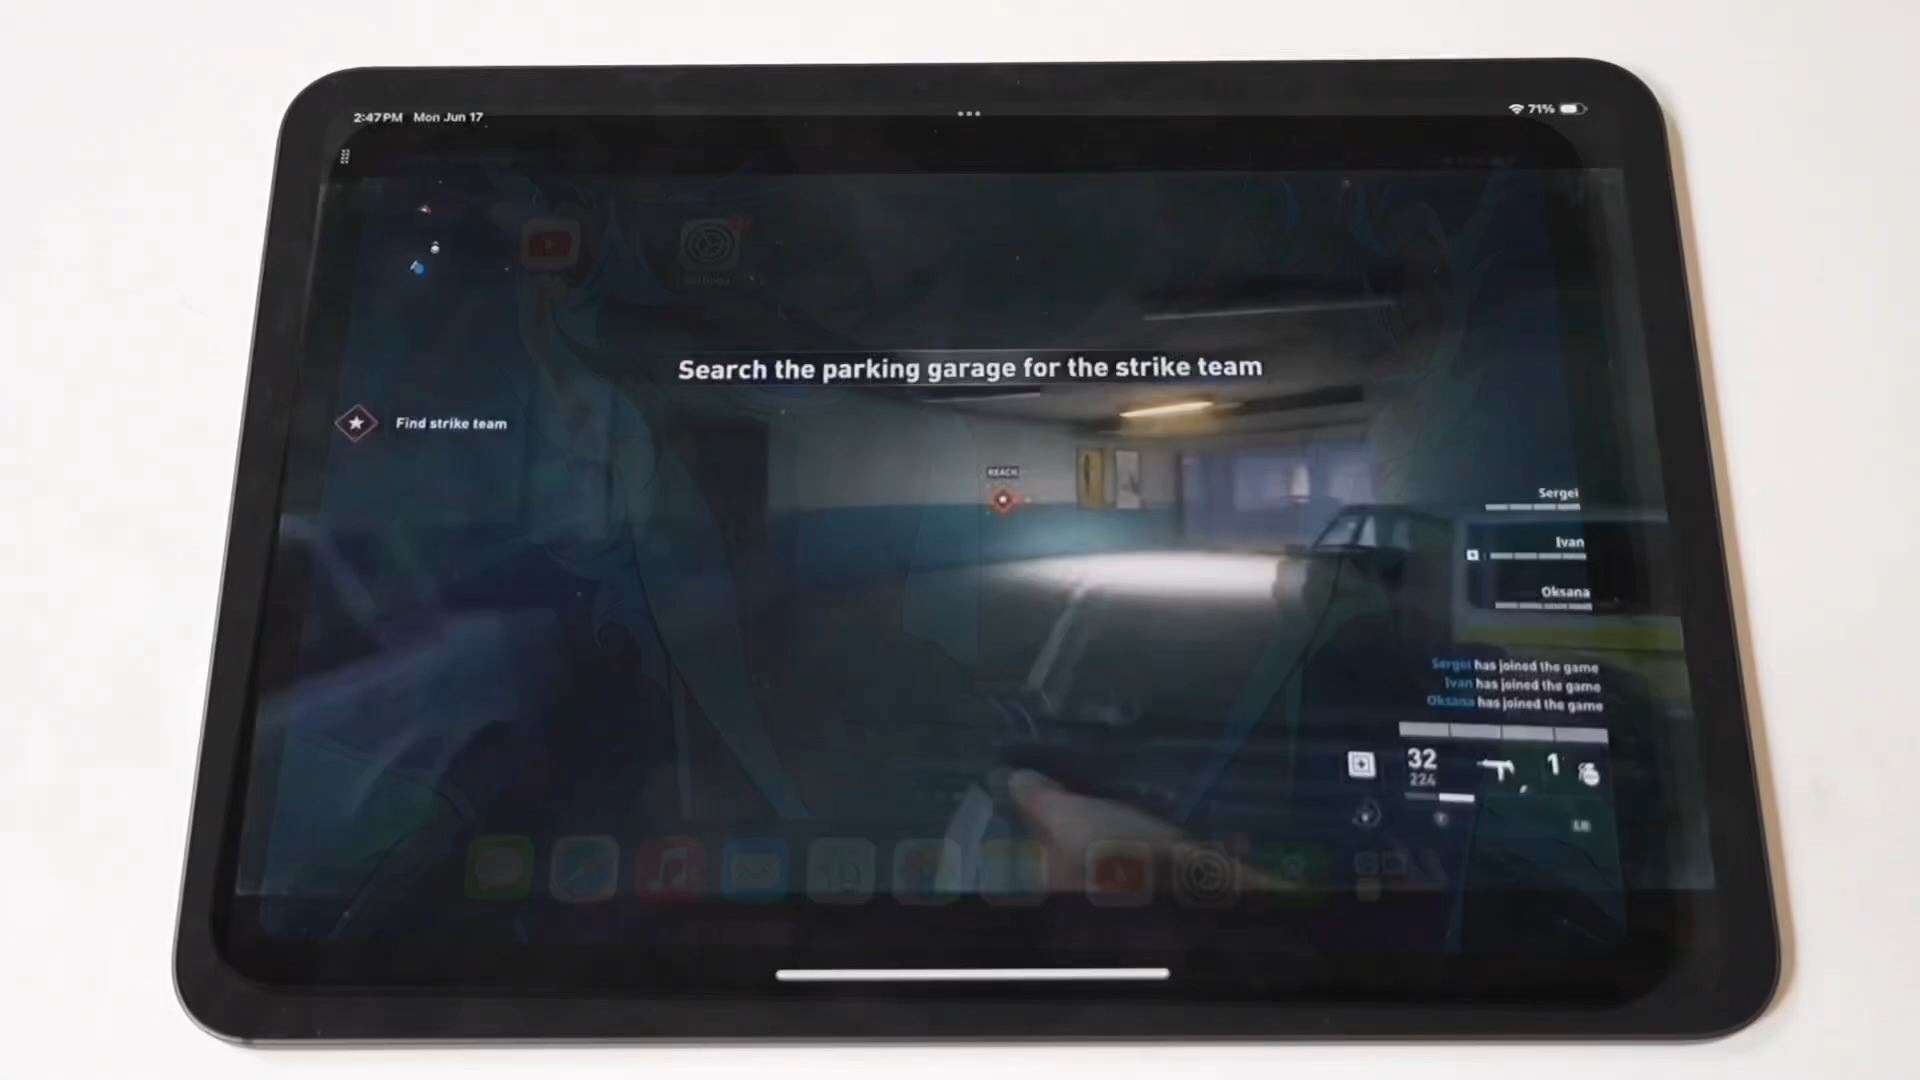 2:47PM Mon Jun 17
71%
Search the parking garage for the strike team
Find strike team
REACH
Sergei
Ivan
Oksana
Sergei has joined the game
Ivan has joined the game
Oksana has joined the game
32
224
1